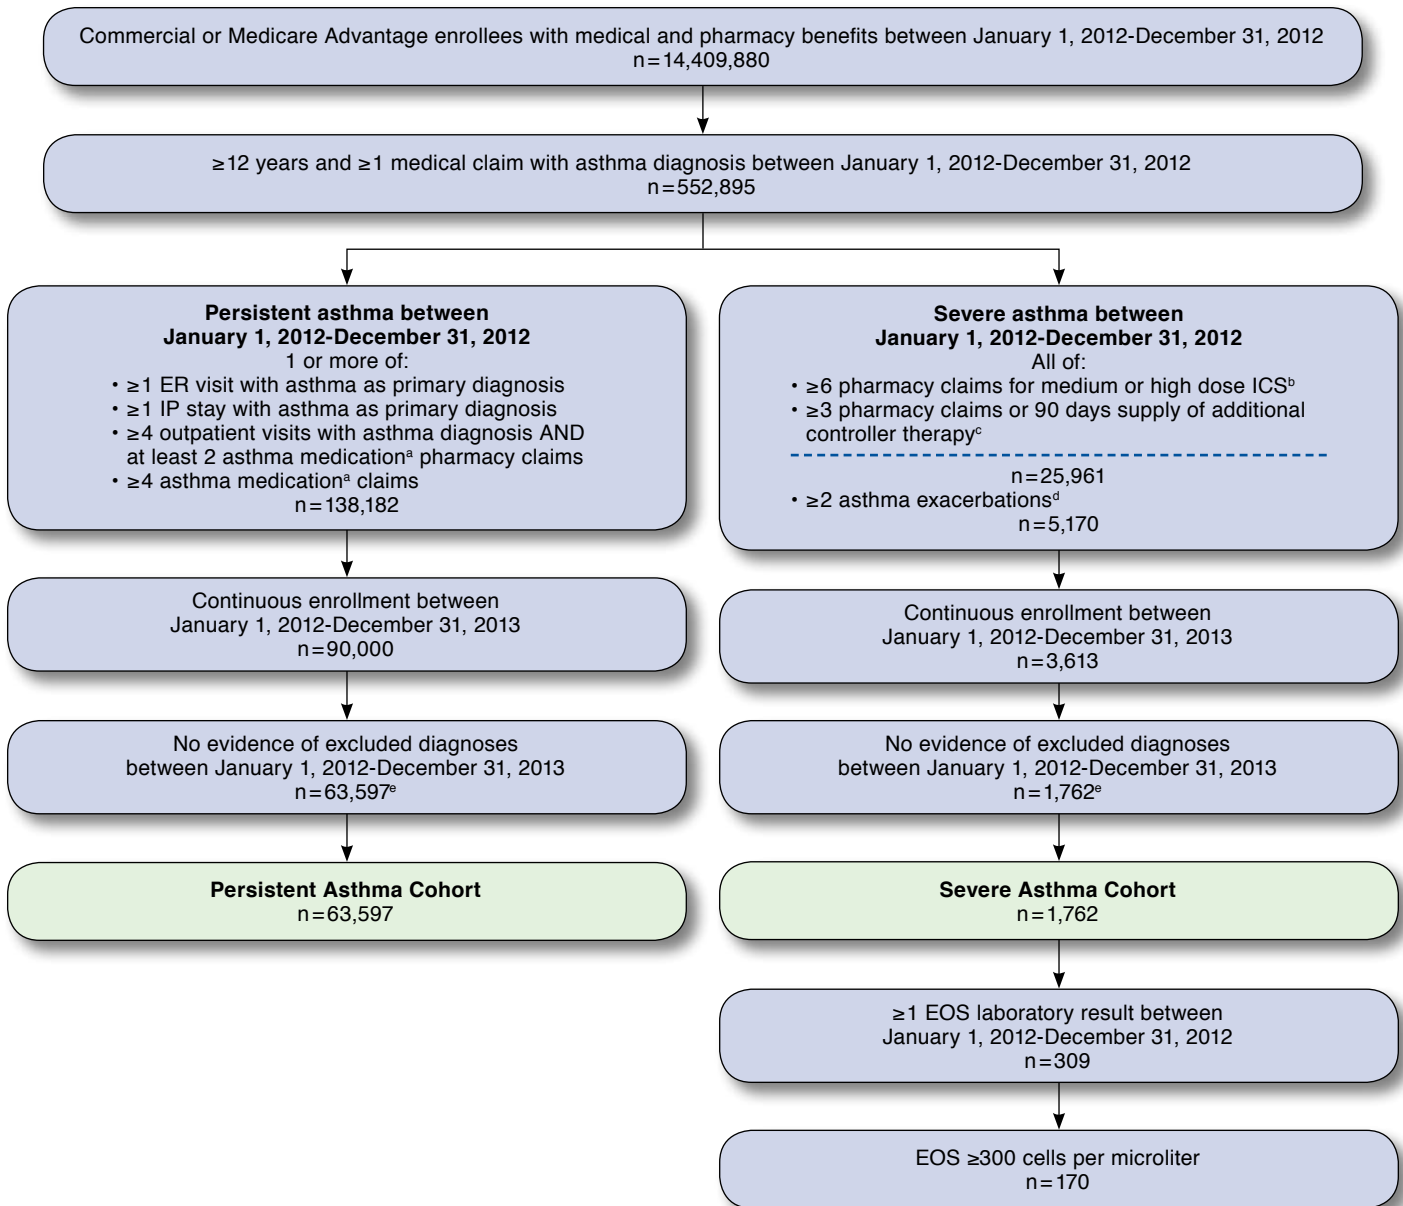 Commercial or Medicare Advantage enrollees with medical and pharmacy benefits between January 1, 2012-December 31, 2012
n=14,409,880
≥12 years and ≥1 medical claim with asthma diagnosis between January 1, 2012-December 31, 2012
n=552,895
Persistent asthma between
January 1, 2012-December 31, 2012
1 or more of:
• ≥1 ER visit with asthma as primary diagnosis
• ≥1 IP stay with asthma as primary diagnosis
• ≥4 outpatient visits with asthma diagnosis AND
at least 2 asthma medicationᵃ pharmacy claims
• ≥4 asthma medicationᵃ claims
n=138,182
Continuous enrollment between
January 1, 2012-December 31, 2013
n=90,000
No evidence of excluded diagnoses
between January 1, 2012-December 31, 2013
n=63,597ᵉ
Persistent Asthma Cohort
n=63,597
Severe asthma between
January 1, 2012-December 31, 2012
All of:
• ≥6 pharmacy claims for medium or high dose ICSᵇ
• ≥3 pharmacy claims or 90 days supply of additional
controller therapyᶜ
n=25,961
• ≥2 asthma exacerbationsᵈ
n=5,170
Continuous enrollment between
January 1, 2012-December 31, 2013
n=3,613
No evidence of excluded diagnoses
between January 1, 2012-December 31, 2013
n=1,762ᵉ
Severe Asthma Cohort
n=1,762
≥1 EOS laboratory result between
January 1, 2012-December 31, 2012
n=309
EOS ≥300 cells per microliter
n=170